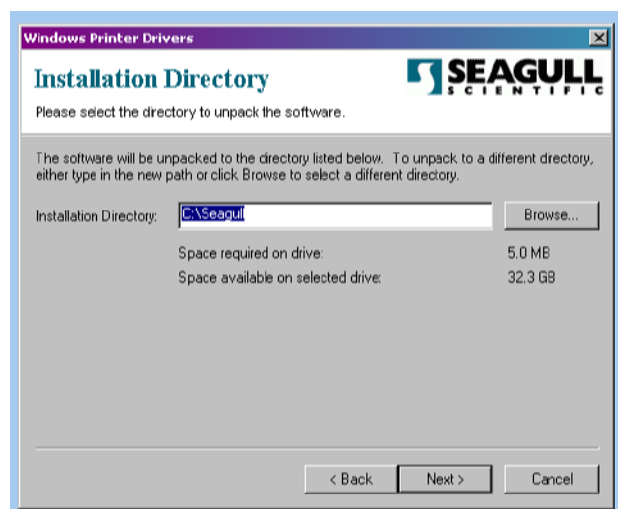 Windows Printer Drivers
Installation Directory
SEAGULL
SCIENTIFIC
Please select the directory to unpack the software.
The software will be unpacked to the directory listed below. To unpack to a different directory,
either type in the new path or click Browse to select a different directory.
Installation Directory: C:\Seagull Browse...
Space required on drive: 5.0 MB
Space available on selected drive: 32.3 GB
< Back Next > Cancel